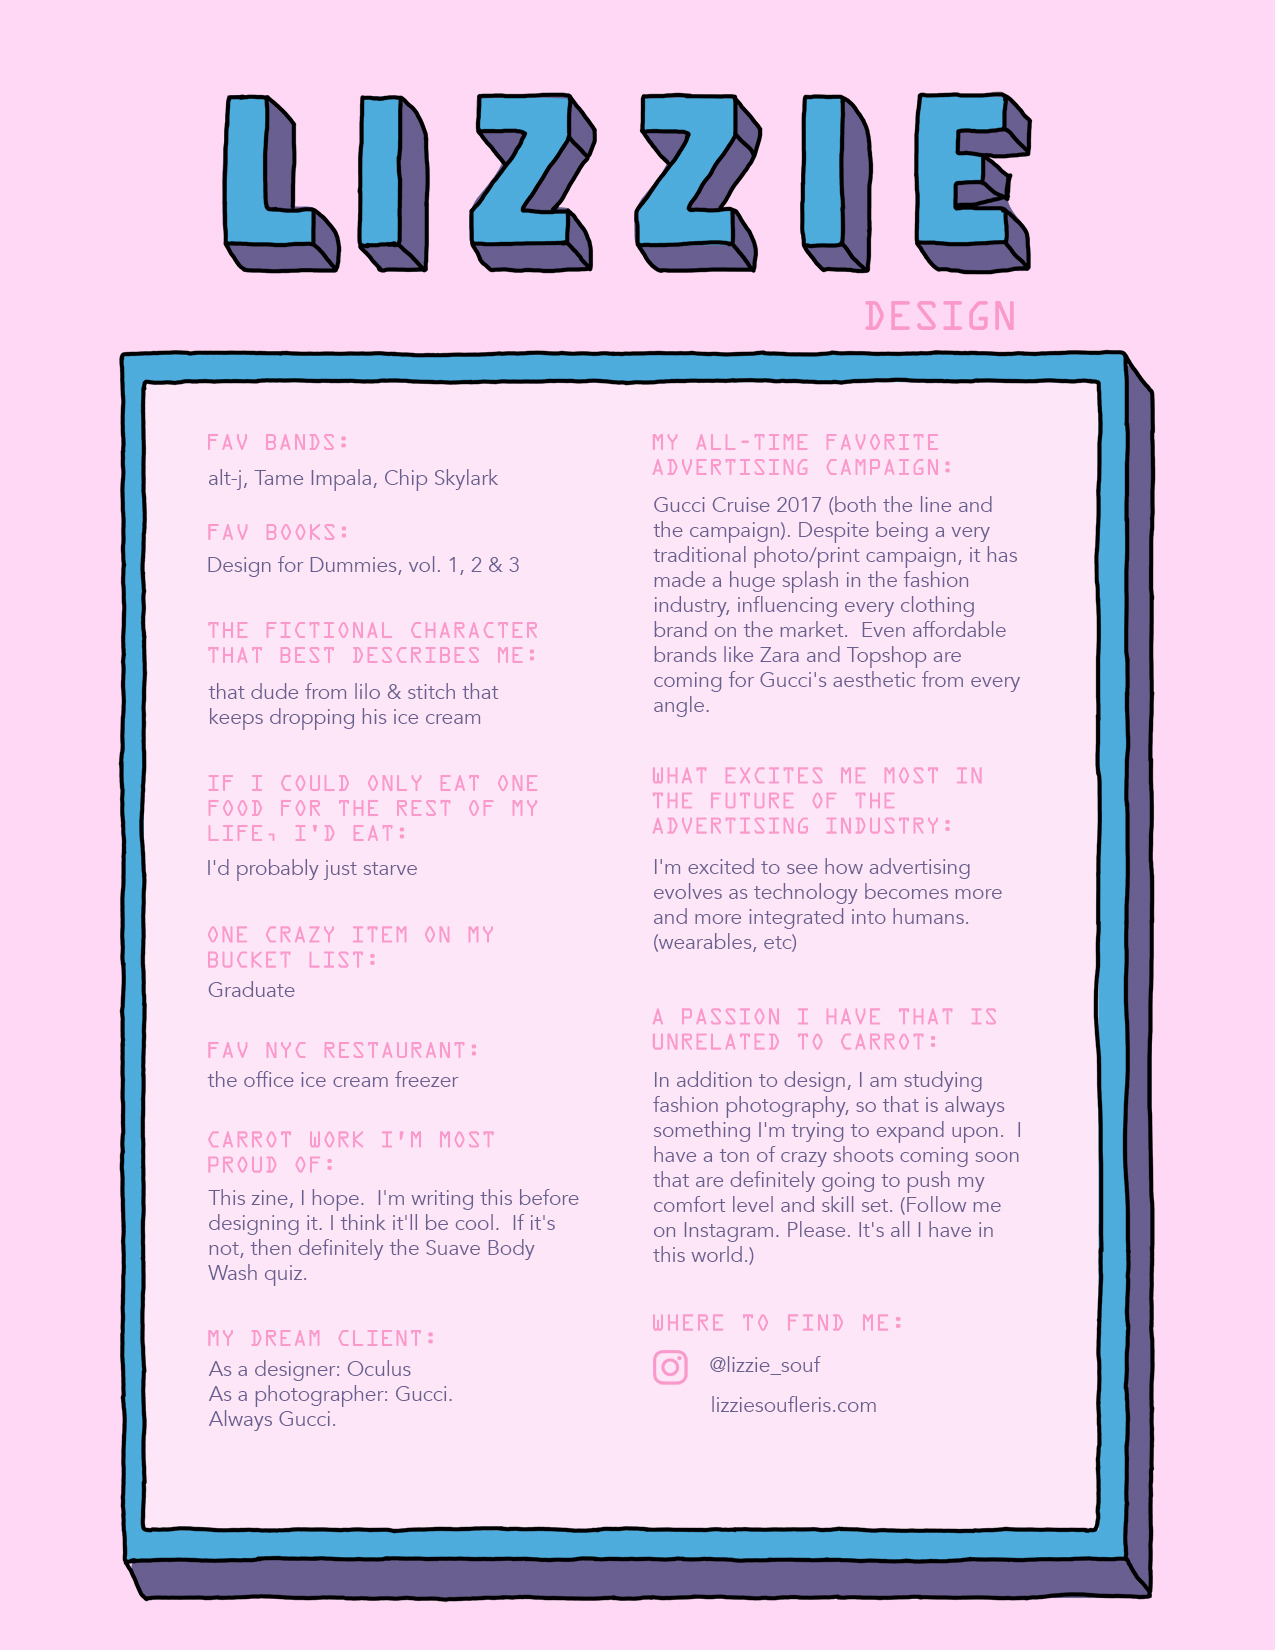 LIZZIE
DESIGN
FAV BANDS:
alt-j, Tame Impala, Chip Skylark
FAV BOOKS:
Design for Dummies, vol. 1, 2 & 3
THE FICTIONAL CHARACTER
THAT BEST DESCRIBES ME:
that dude from lilo & stitch that
keeps dropping his ice cream
IF I COULD ONLY EAT ONE
FOOD FOR THE REST OF MY
LIFE, I'D EAT:
I'd probably just starve
ONE CRAZY ITEM ON MY
BUCKET LIST:
Graduate
FAV NYC RESTAURANT:
the office ice cream freezer
CARROT WORK I'M MOST
PROUD OF:
This zine, I hope.  I'm writing this before
designing it. I think it'll be cool.  If it's
not, then definitely the Suave Body
Wash quiz.
MY DREAM CLIENT:
As a designer: Oculus
As a photographer: Gucci.
Always Gucci.
MY ALL-TIME FAVORITE
ADVERTISING CAMPAIGN:
Gucci Cruise 2017 (both the line and
the campaign). Despite being a very
traditional photo/print campaign, it has
made a huge splash in the fashion
industry, influencing every clothing
brand on the market.  Even affordable
brands like Zara and Topshop are
coming for Gucci's aesthetic from every
angle.
WHAT EXCITES ME MOST IN
THE FUTURE OF THE
ADVERTISING INDUSTRY:
I'm excited to see how advertising
evolves as technology becomes more
and more integrated into humans.
(wearables, etc)
A PASSION I HAVE THAT IS
UNRELATED TO CARROT:
In addition to design, I am studying
fashion photography, so that is always
something I'm trying to expand upon.  I
have a ton of crazy shoots coming soon
that are definitely going to push my
comfort level and skill set. (Follow me
on Instagram. Please. It's all I have in
this world.)
WHERE TO FIND ME:
@lizzie_souf
lizziesoufleris.com